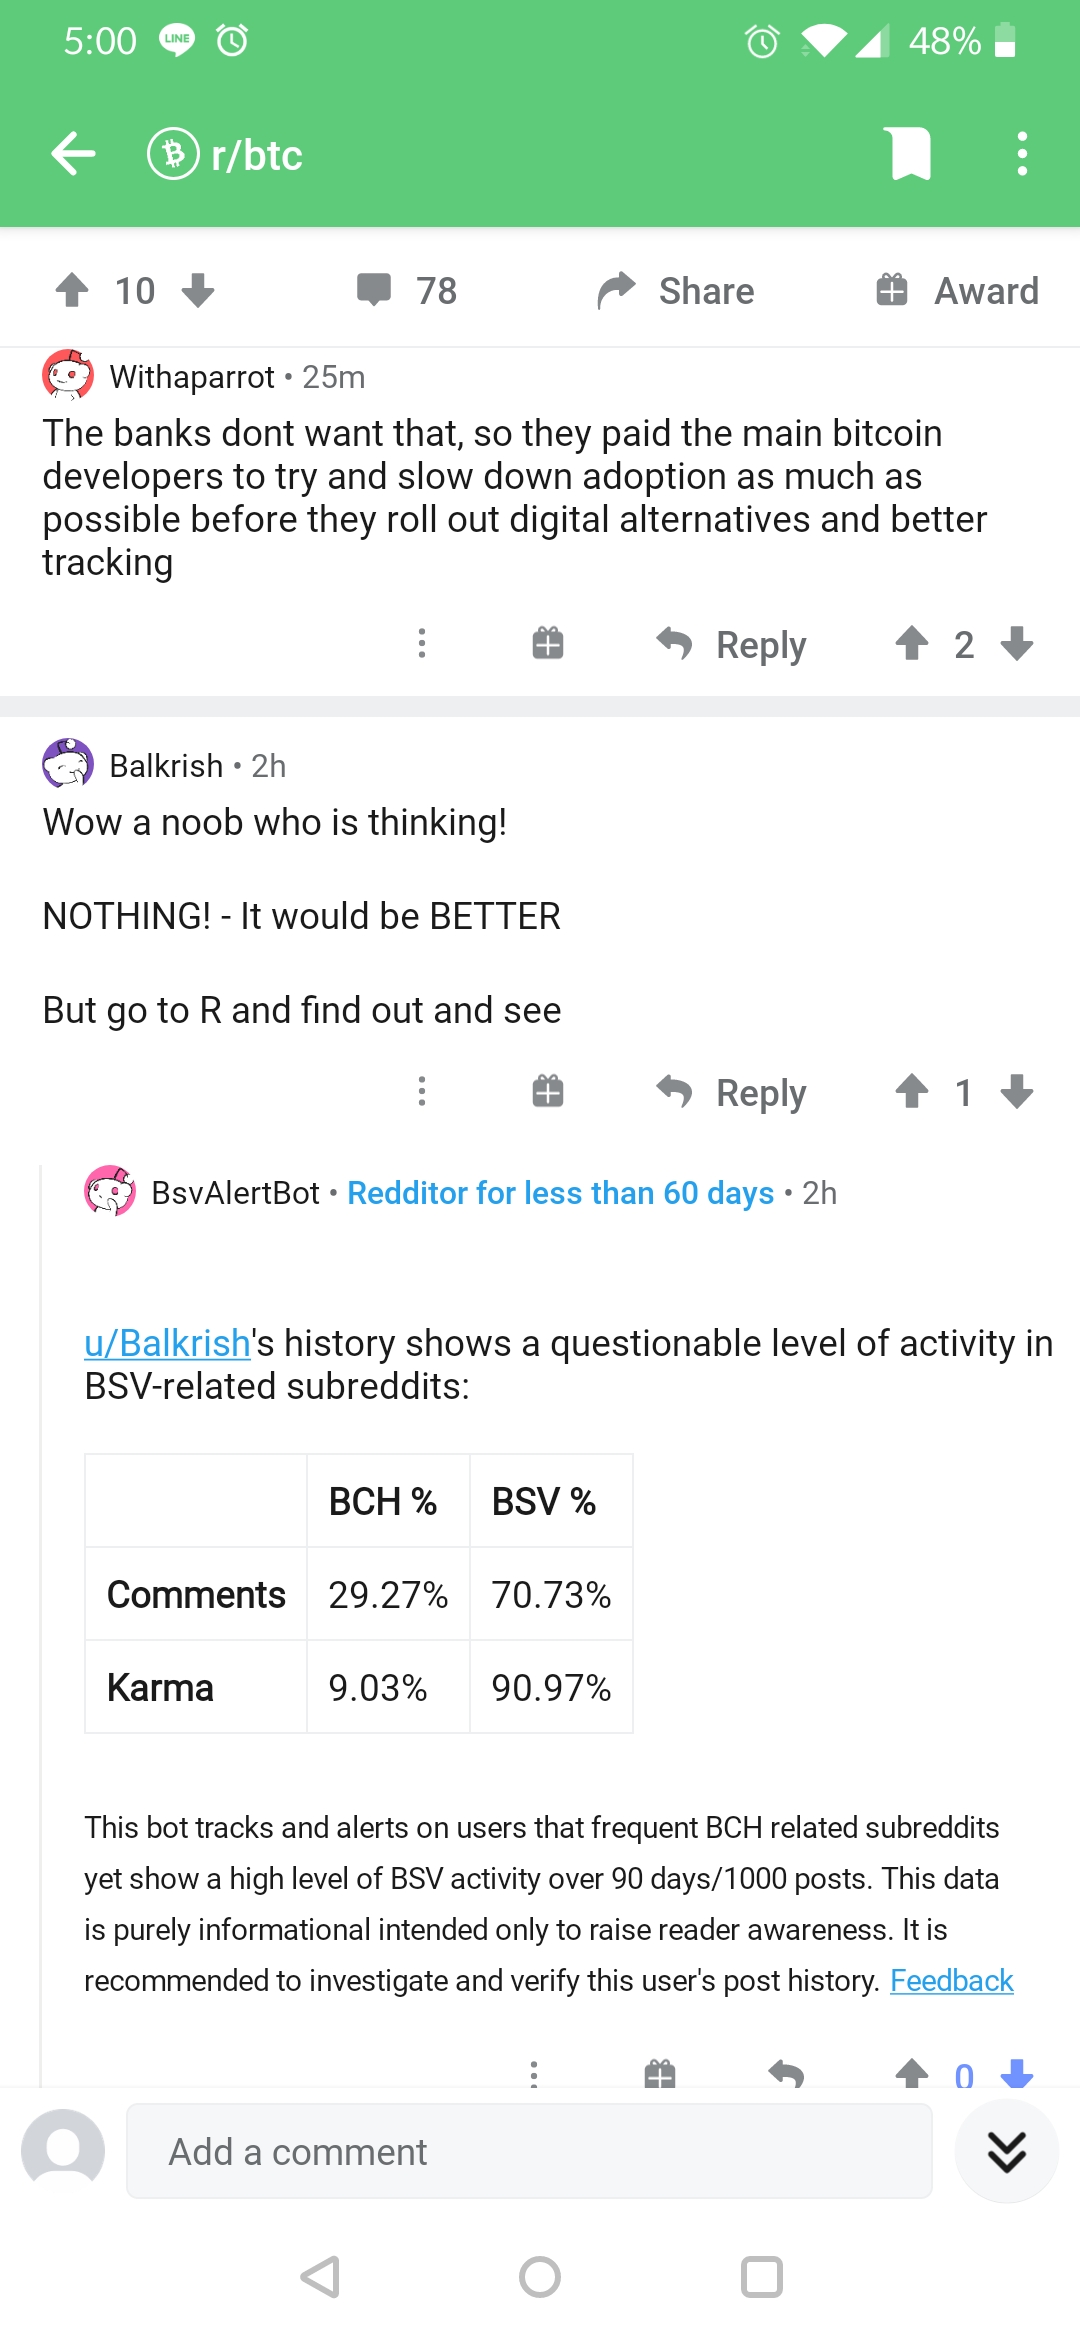 5:00 LINE 48%
r/btc
10 78 Share Award
Withaparrot • 25m
The banks dont want that, so they paid the main bitcoin
developers to try and slow down adoption as much as
possible before they roll out digital alternatives and better
tracking
Reply 2
Balkrish • 2h
Wow a noob who is thinking!
NOTHING! - It would be BETTER
But go to R and find out and see
Reply 1
BsvAlertBot • Redditor for less than 60 days • 2h
u/Balkrish's history shows a questionable level of activity in
BSV-related subreddits:
BCH % BSV %
Comments 29.27% 70.73%
Karma 9.03% 90.97%
This bot tracks and alerts on users that frequent BCH related subreddits
yet show a high level of BSV activity over 90 days/1000 posts. This data
is purely informational intended only to raise reader awareness. It is
recommended to investigate and verify this user's post history. Feedback
0
Add a comment